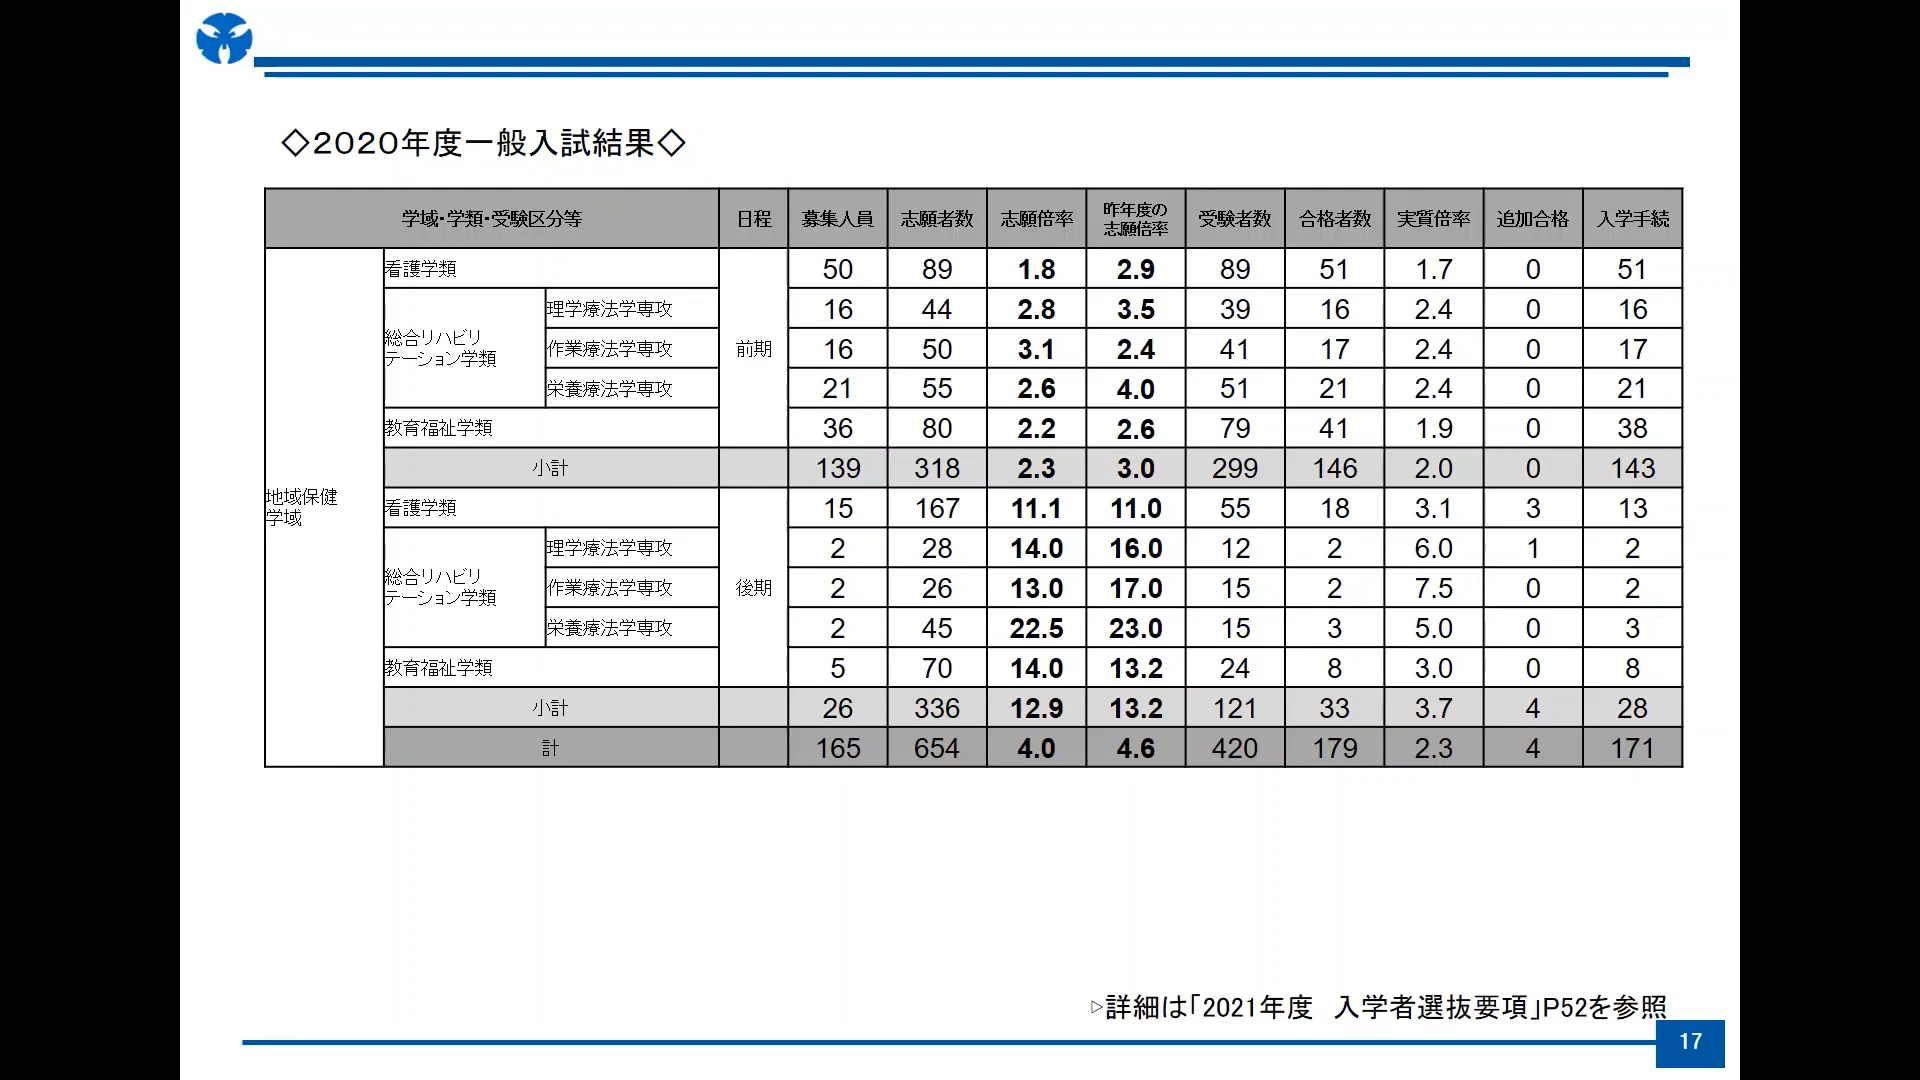 ◇2020年度一般入試結果◇
学域・学類・受験区分等 日程 募集人員 志願者数 志願倍率 昨年度の志願倍率 受験者数 合格者数 実質倍率 追加合格 入学手続
地域保健
学域
看護学類 50 89 1.8 2.9 89 51 1.7 0 51
総合リハビリ
テーション学類
理学療法学専攻 16 44 2.8 3.5 39 16 2.4 0 16
作業療法学専攻 前期 16 50 3.1 2.4 41 17 2.4 0 17
栄養療法学専攻 21 55 2.6 4.0 51 21 2.4 0 21
教育福祉学類 36 80 2.2 2.6 79 41 1.9 0 38
小計 139 318 2.3 3.0 299 146 2.0 0 143
看護学類 15 167 11.1 11.0 55 18 3.1 3 13
総合リハビリ
テーション学類
理学療法学専攻 2 28 14.0 16.0 12 2 6.0 1 2
作業療法学専攻 後期 2 26 13.0 17.0 15 2 7.5 0 2
栄養療法学専攻 2 45 22.5 23.0 15 3 5.0 0 3
教育福祉学類 5 70 14.0 13.2 24 8 3.0 0 8
小計 26 336 12.9 13.2 121 33 3.7 4 28
計 165 654 4.0 4.6 420 179 2.3 4 171
▷詳細は「2021年度　入学者選抜要項」P52を参照
17